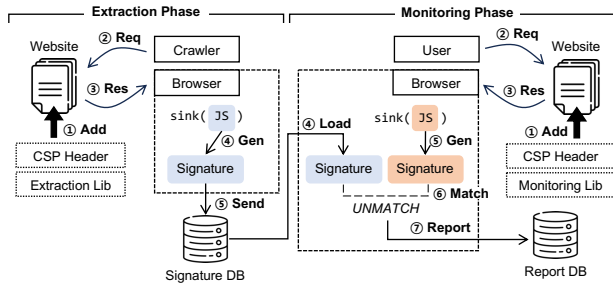 Extraction Phase
Website
② Req
Crawler
③ Res
Browser
① Add
CSP Header
Extraction Lib
sink( JS )
④ Gen
Signature
⑤ Send
Signature DB
Monitoring Phase
User
② Req
Website
Browser
③ Res
④ Load
sink( JS )
⑤ Gen
① Add
CSP Header
Monitoring Lib
Signature
Signature
⑥ Match
UNMATCH
⑦ Report
Report DB